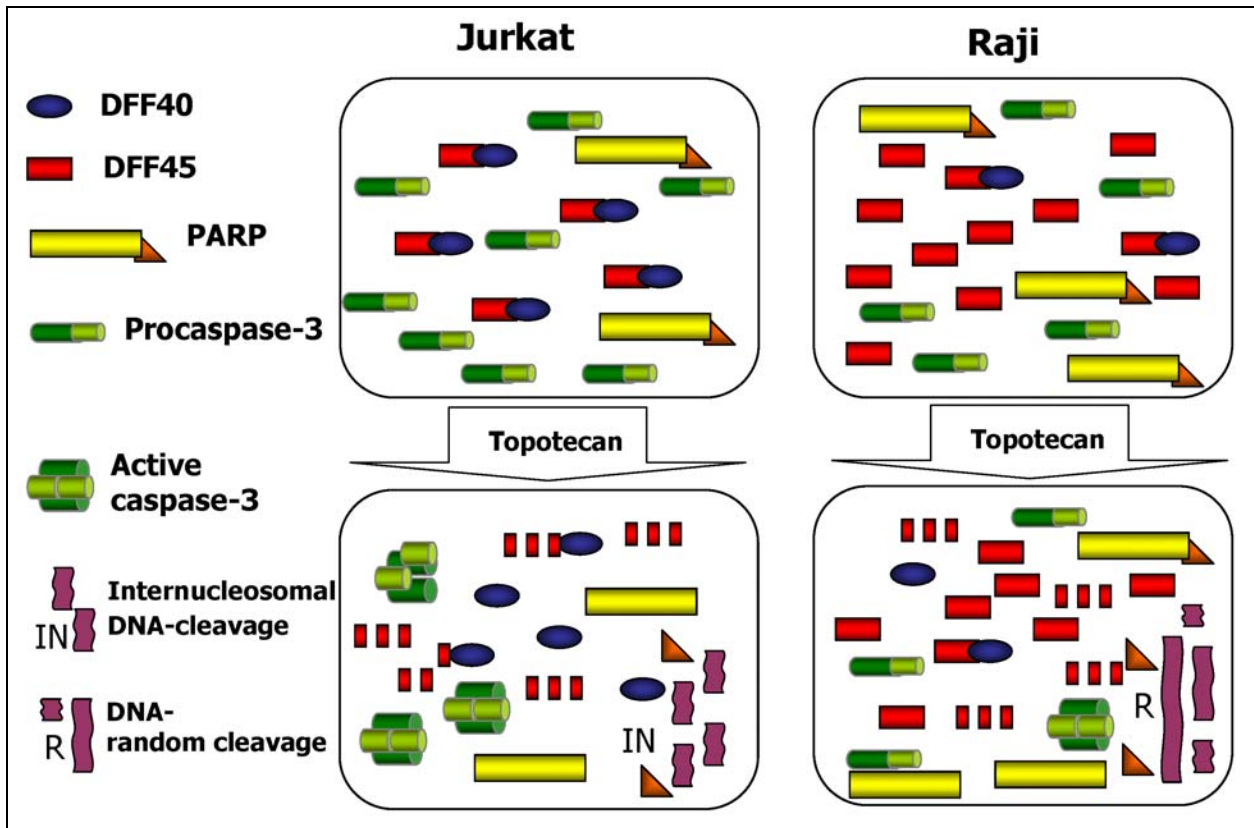 Jurkat
Raji
DFF40
DFF45
PARP
Procaspase-3
Topotecan
Topotecan
Active
caspase-3
Internucleosomal
IN DNA-cleavage
DNA-
R random cleavage
IN
R